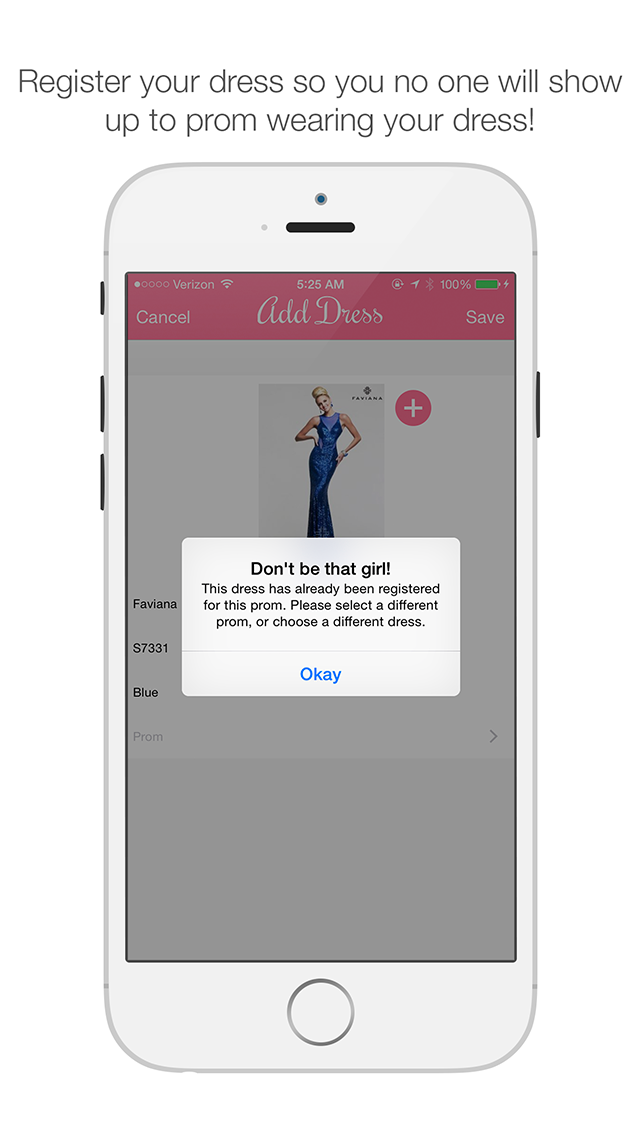 Register your dress so you no one will show
up to prom wearing your dress!
Verizon 5:25 AM 100%
Cancel Add Dress Save
FAVIANA
Don't be that girl!
This dress has already been registered
for this prom. Please select a different
prom, or choose a different dress.
Okay
Faviana
S7331
Blue
Prom